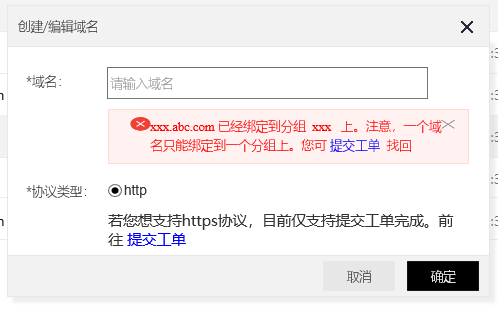 创建/编辑域名
*域名：
请输入域名
xxx.abc.com 已经绑定到分组 xxx 上。注意，一个域
名只能绑定到一个分组上。您可 提交工单 找回
*协议类型：
http
若您想支持https协议，目前仅支持提交工单完成。前
往 提交工单
取消
确定